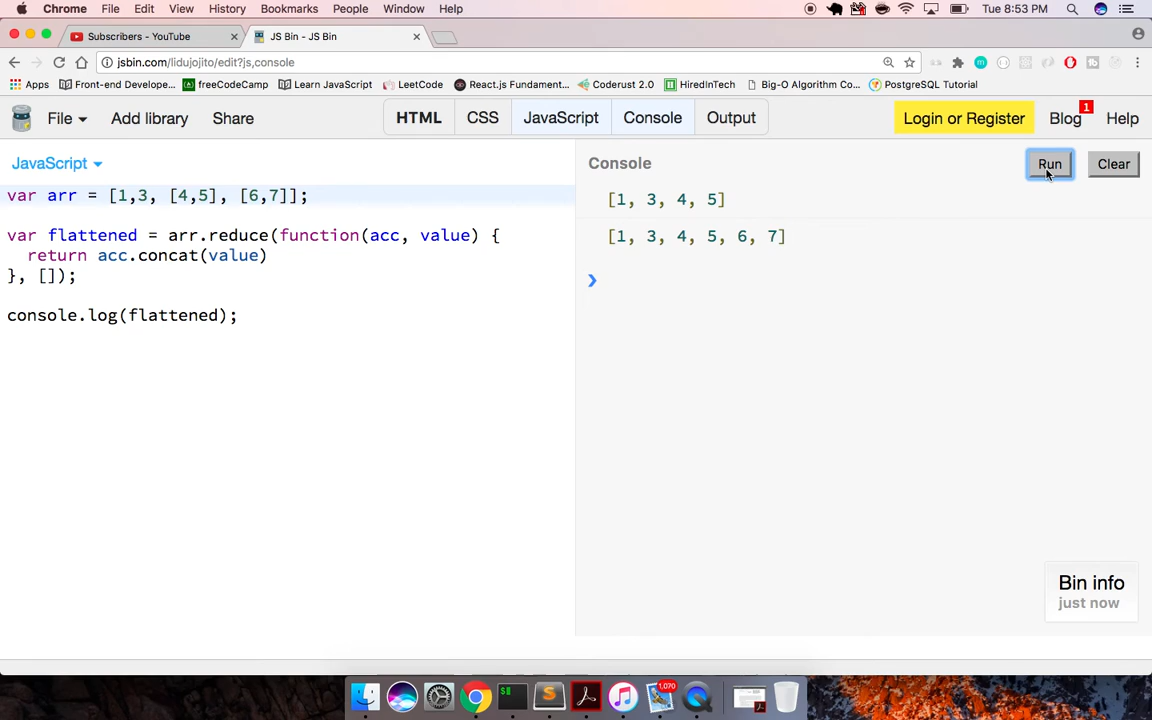 Chrome File Edit View History Bookmarks People Window Help Tue 8:53 PM
Subscribers - YouTube JS Bin - JS Bin
jsbin.com/lidujojito/edit?js,console
Apps Front-end Develope... freeCodeCamp Learn JavaScript LeetCode React.js Fundament... Coderust 2.0 HiredInTech Big-O Algorithm Co... PostgreSQL Tutorial
File Add library Share HTML CSS JavaScript Console Output Login or Register Blog 1 Help
JavaScript
var arr = [1,3, [4,5], [6,7]];
var flattened = arr.reduce(function(acc, value) {
return acc.concat(value)
}, []);
console.log(flattened);
Console Run Clear
[1, 3, 4, 5]
[1, 3, 4, 5, 6, 7]
Bin info
just now
1,070